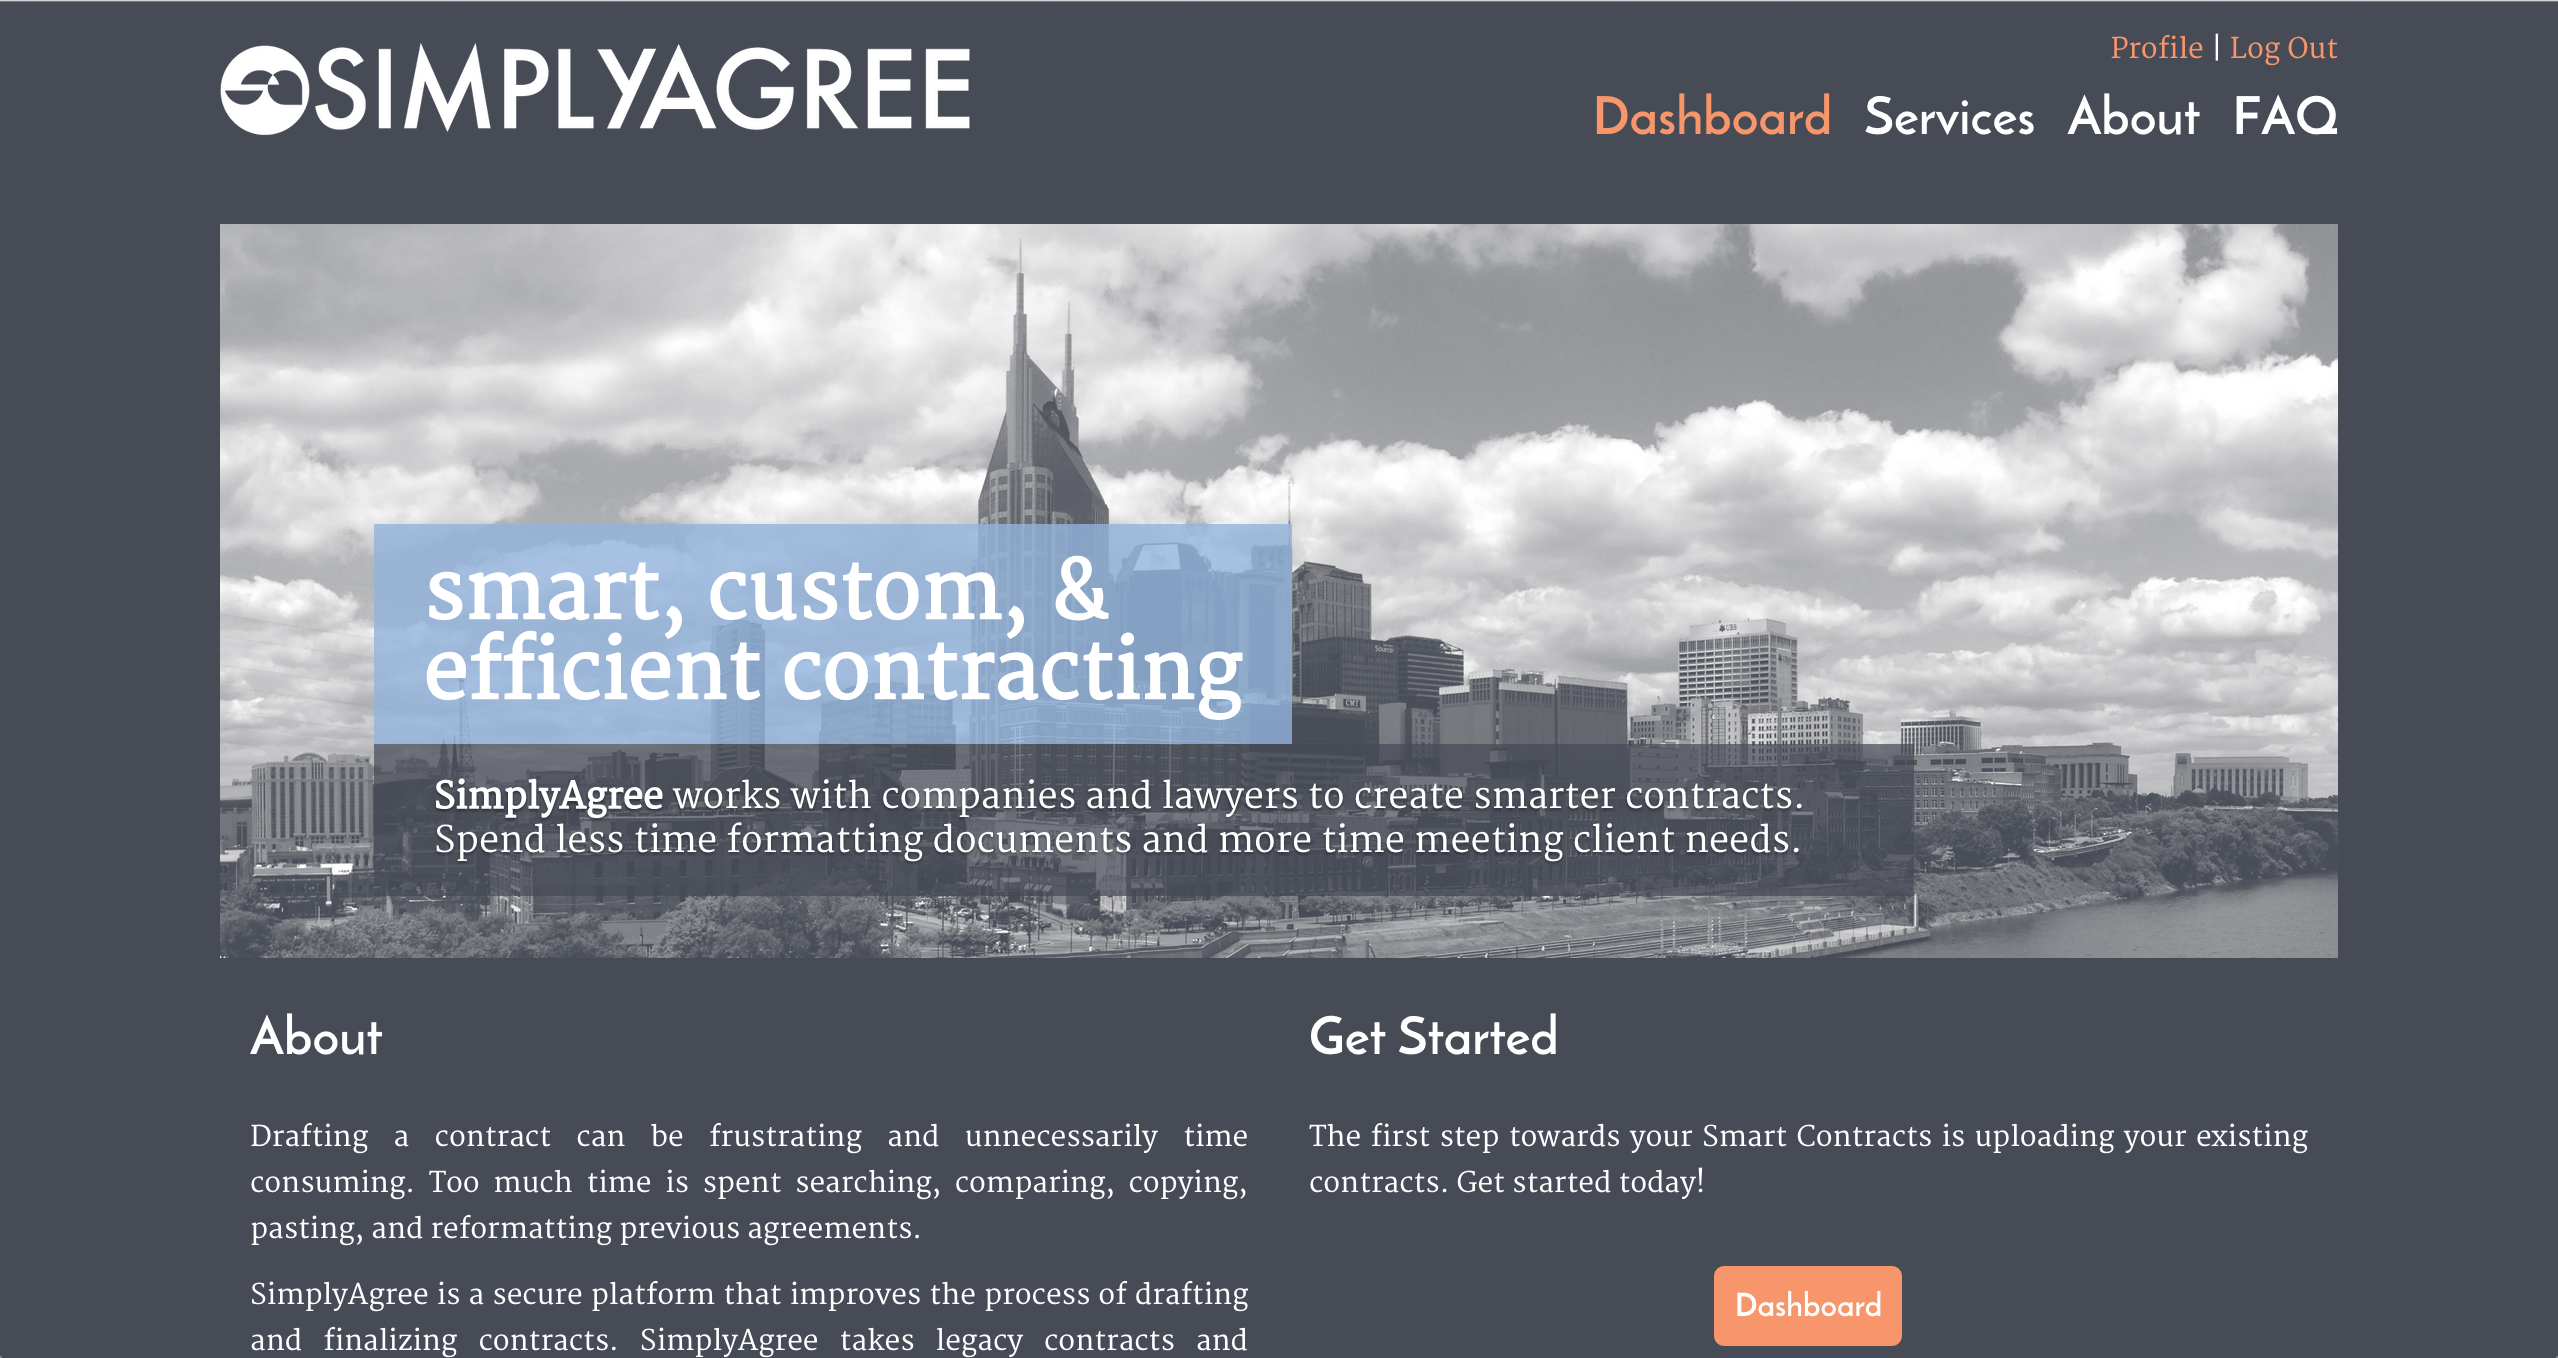 SIMPLYAGREE
Profile | Log Out
Dashboard Services About FAQ
smart, custom, &
efficient contracting
UBS
Source
CMT
SimplyAgree works with companies and lawyers to create smarter contracts.
Spend less time formatting documents and more time meeting client needs.
About
Drafting a contract can be frustrating and unnecessarily time
consuming. Too much time is spent searching, comparing, copying,
pasting, and reformatting previous agreements.
SimplyAgree is a secure platform that improves the process of drafting
and finalizing contracts. SimplyAgree takes legacy contracts and
Get Started
The first step towards your Smart Contracts is uploading your existing
contracts. Get started today!
Dashboard